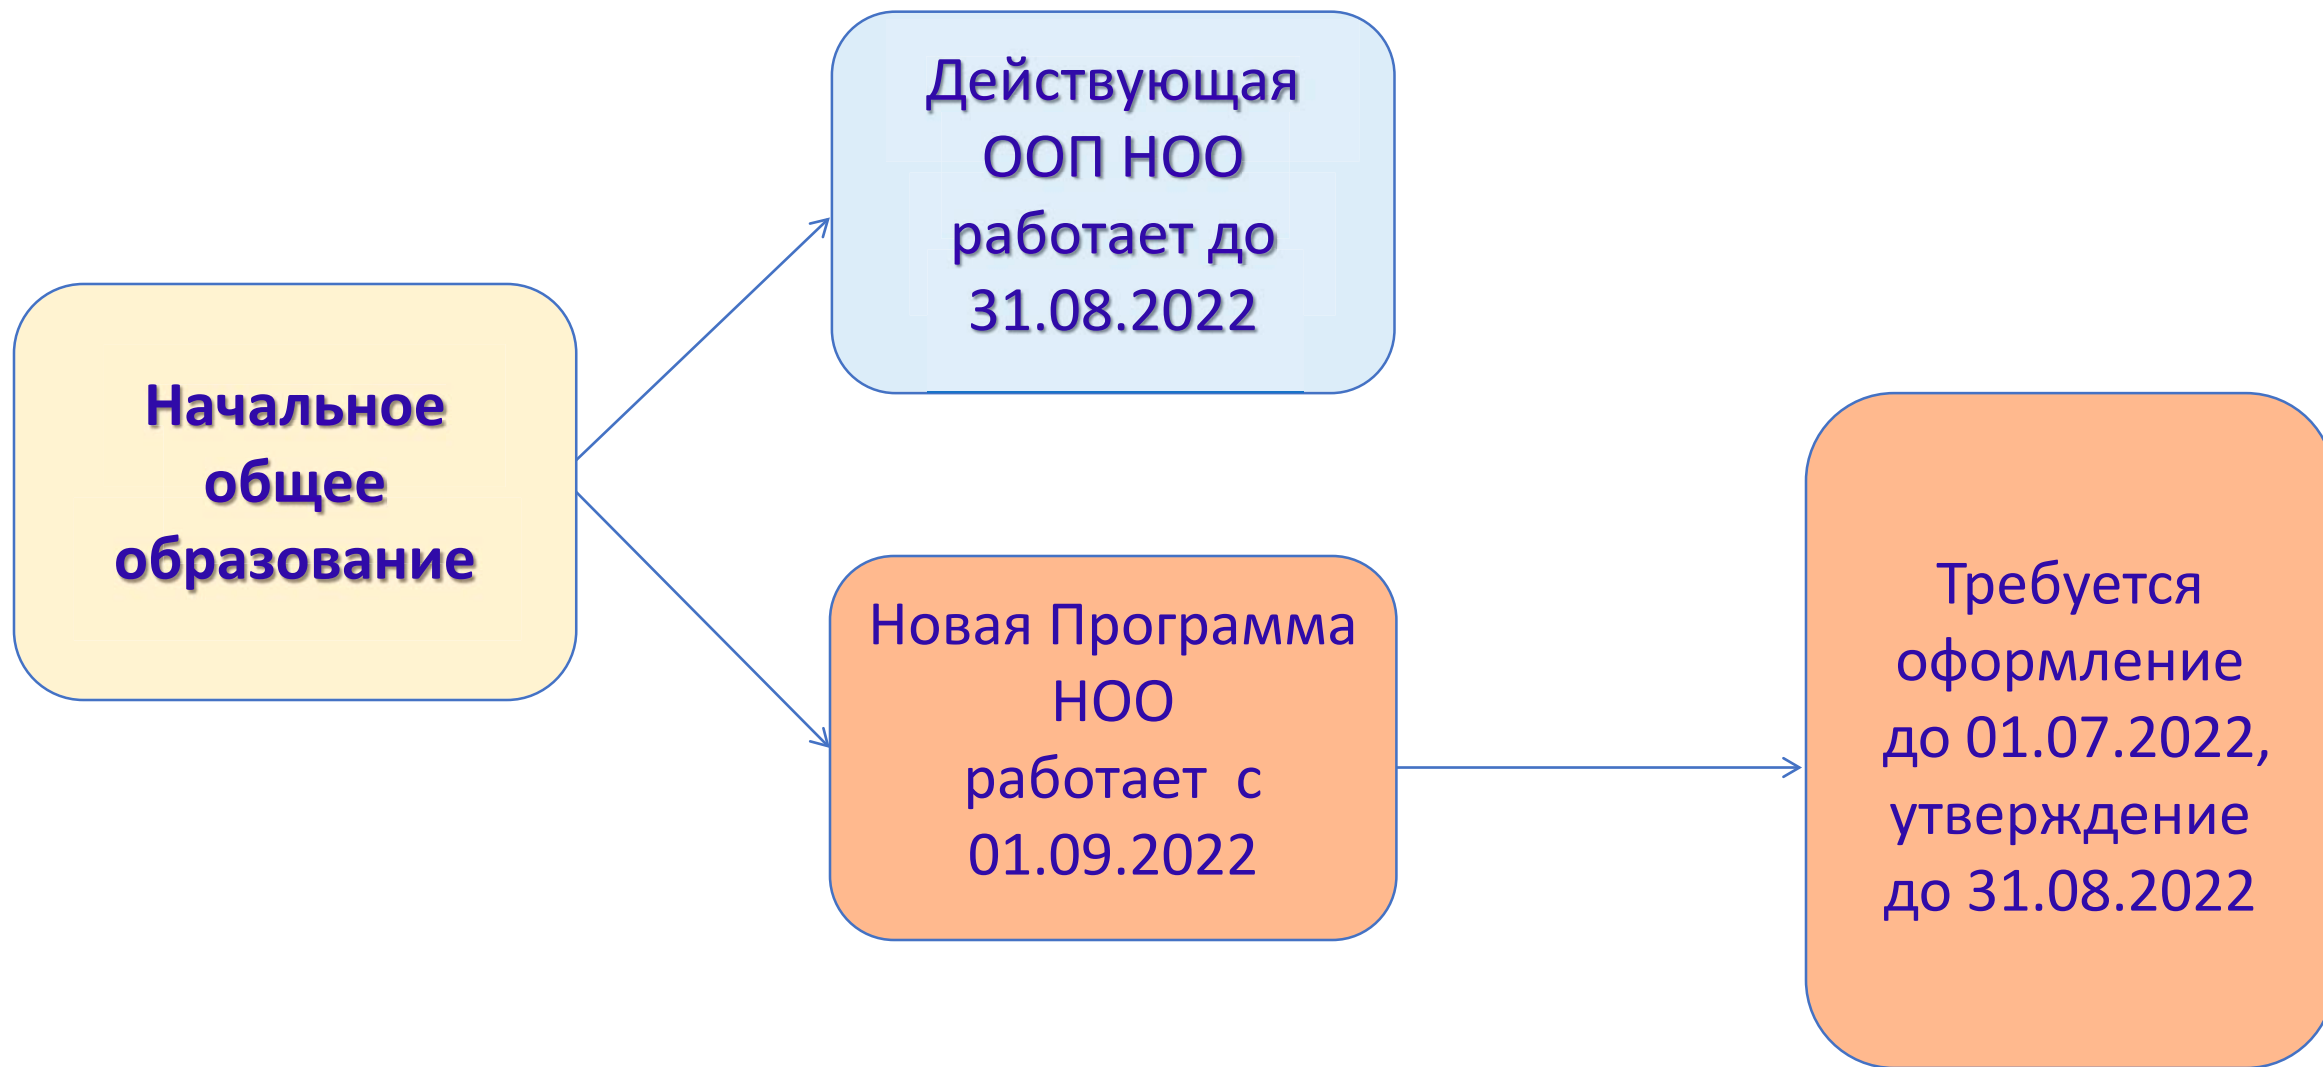 Начальное
общее
образование
Действующая
ООП НОО
работает до
31.08.2022
Новая Программа
НОО
работает  с
01.09.2022
Требуется
оформление
до 01.07.2022,
утверждение
до 31.08.2022